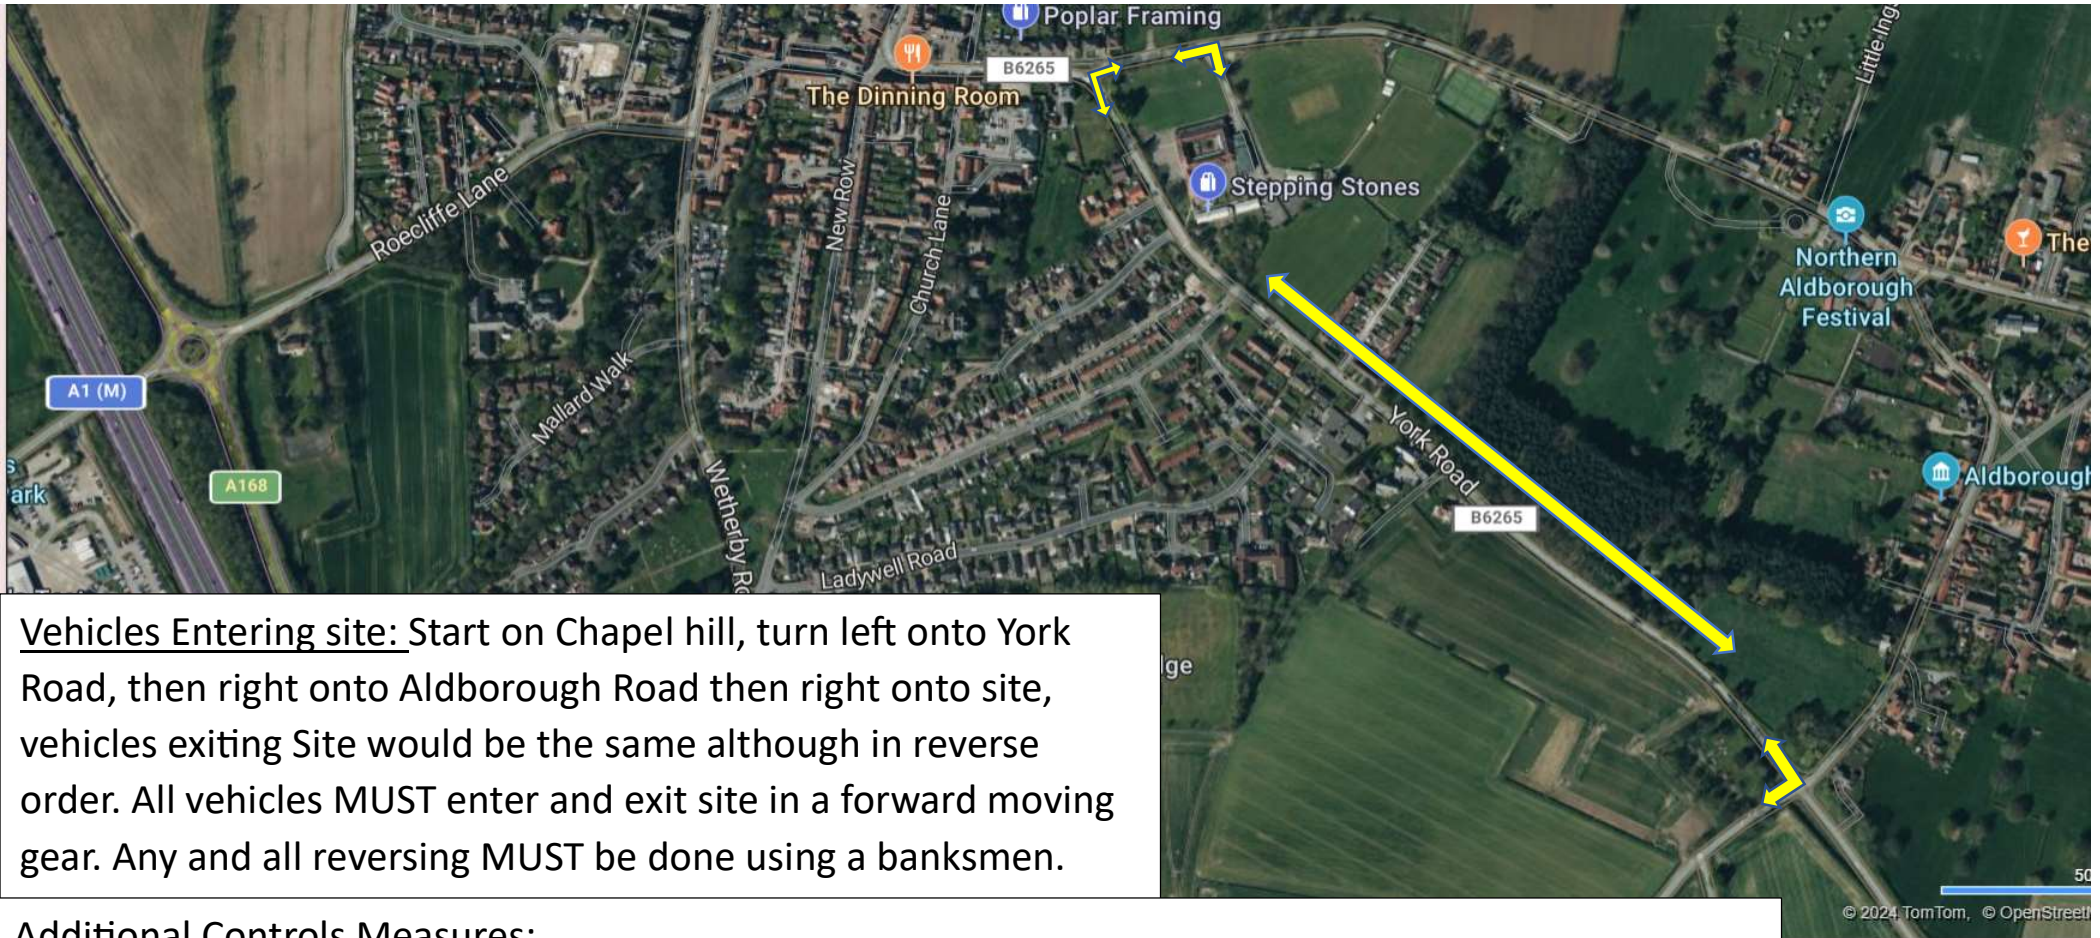 Poplar Framing
B6265
The Dinning Room
Little Ings
Stepping Stones
Roecliffe Lane
New Row
Church Lane
Northern
Aldborough
Festival
The
Mallard Walk
A1 (M)
York Road
Aldborough
ark
A168
Wetherby Ro
B6265
Ladywell Road
Vehicles Entering site: Start on Chapel hill, turn left onto York
Road, then right onto Aldborough Road then right onto site,
vehicles exiting Site would be the same although in reverse
order. All vehicles MUST enter and exit site in a forward moving
gear. Any and all reversing MUST be done using a banksmen.
dge
50
© 2024 TomTom, © OpenStreetM
Additional Controls Measures: